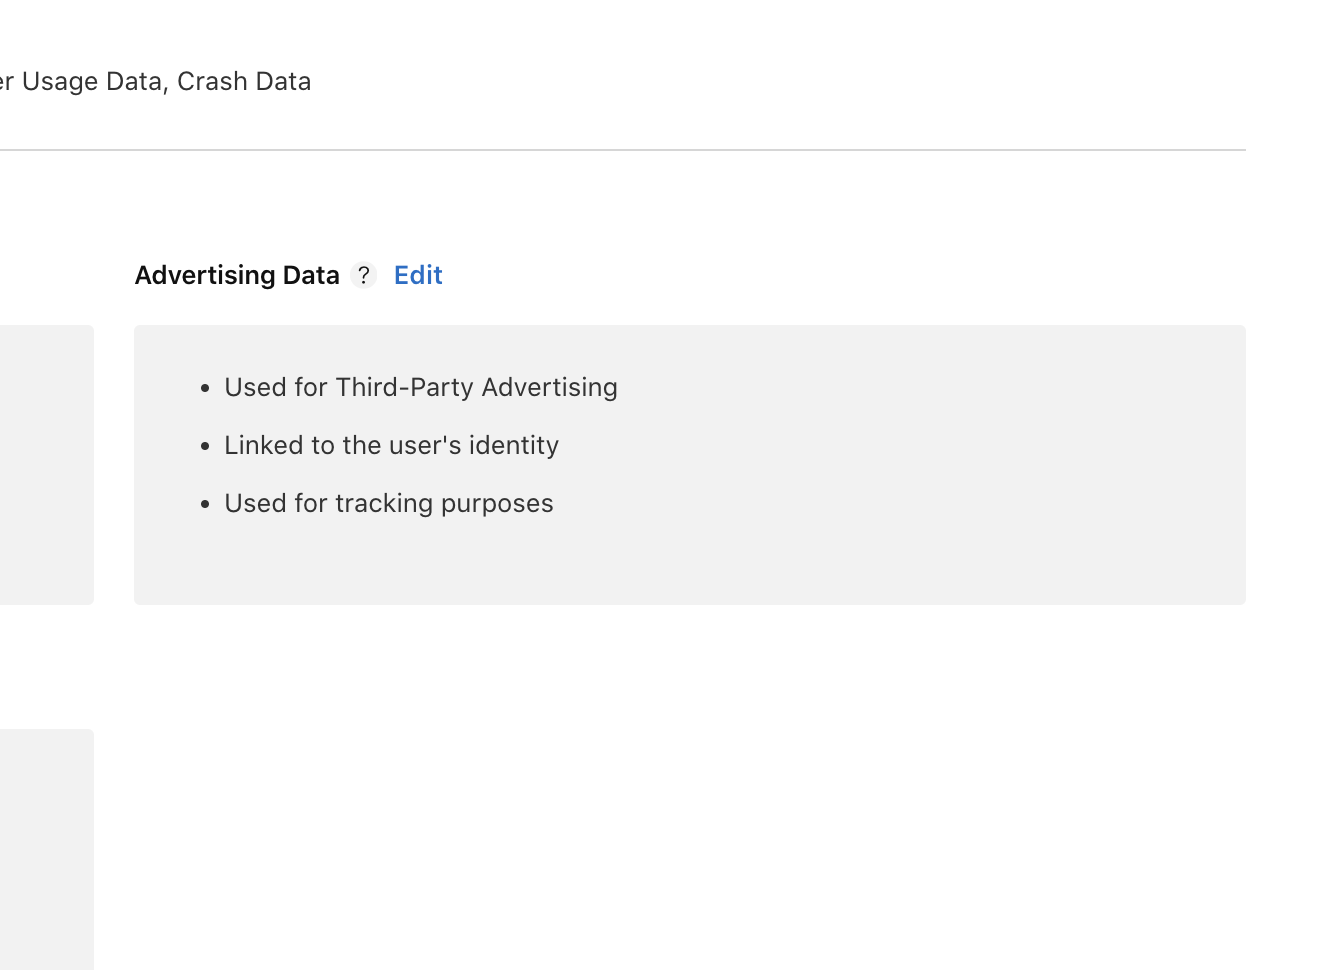 Usage Data, Crash Data
Advertising Data ? Edit
• Used for Third-Party Advertising
• Linked to the user's identity
• Used for tracking purposes